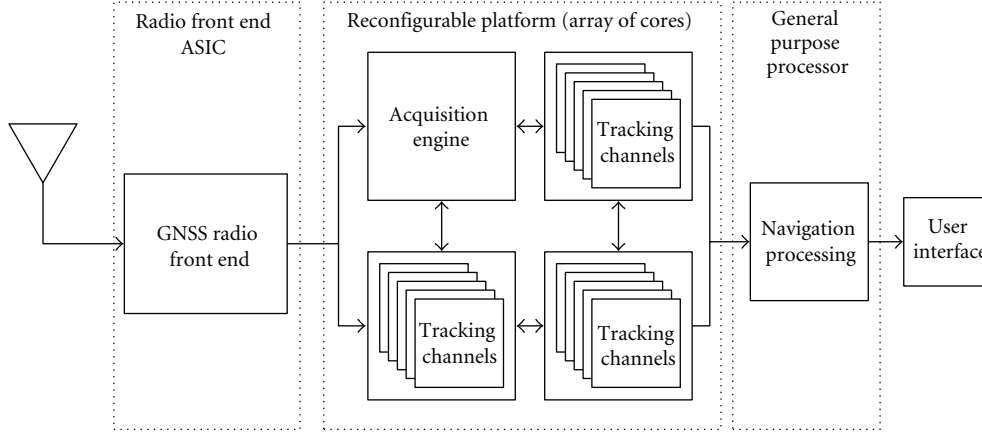 Radio front end
ASIC
Reconfigurable platform (array of cores)
General
purpose
processor
Acquisition
engine
Tracking
channels
GNSS radio
front end
Tracking
channels
Tracking
channels
Navigation
processing
User
interface